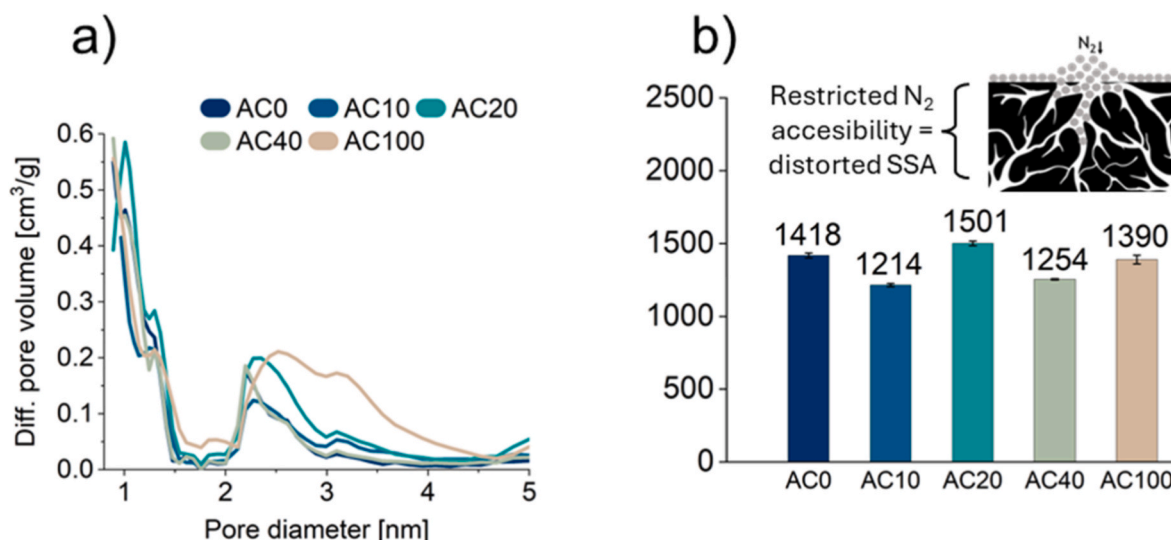 a)
AC0 AC10 AC20
AC40 AC100
Diff. pore volume [cm³/g]
0.6
0.5
0.4
0.3
0.2
0.1
0.0
1 2 3 4 5
Pore diameter [nm]
b)
N₂↓
Restricted N₂
accesibility =
distorted SSA
2500
2000
1500
1000
500
0
1418 1214 1501 1254 1390
AC0 AC10 AC20 AC40 AC100